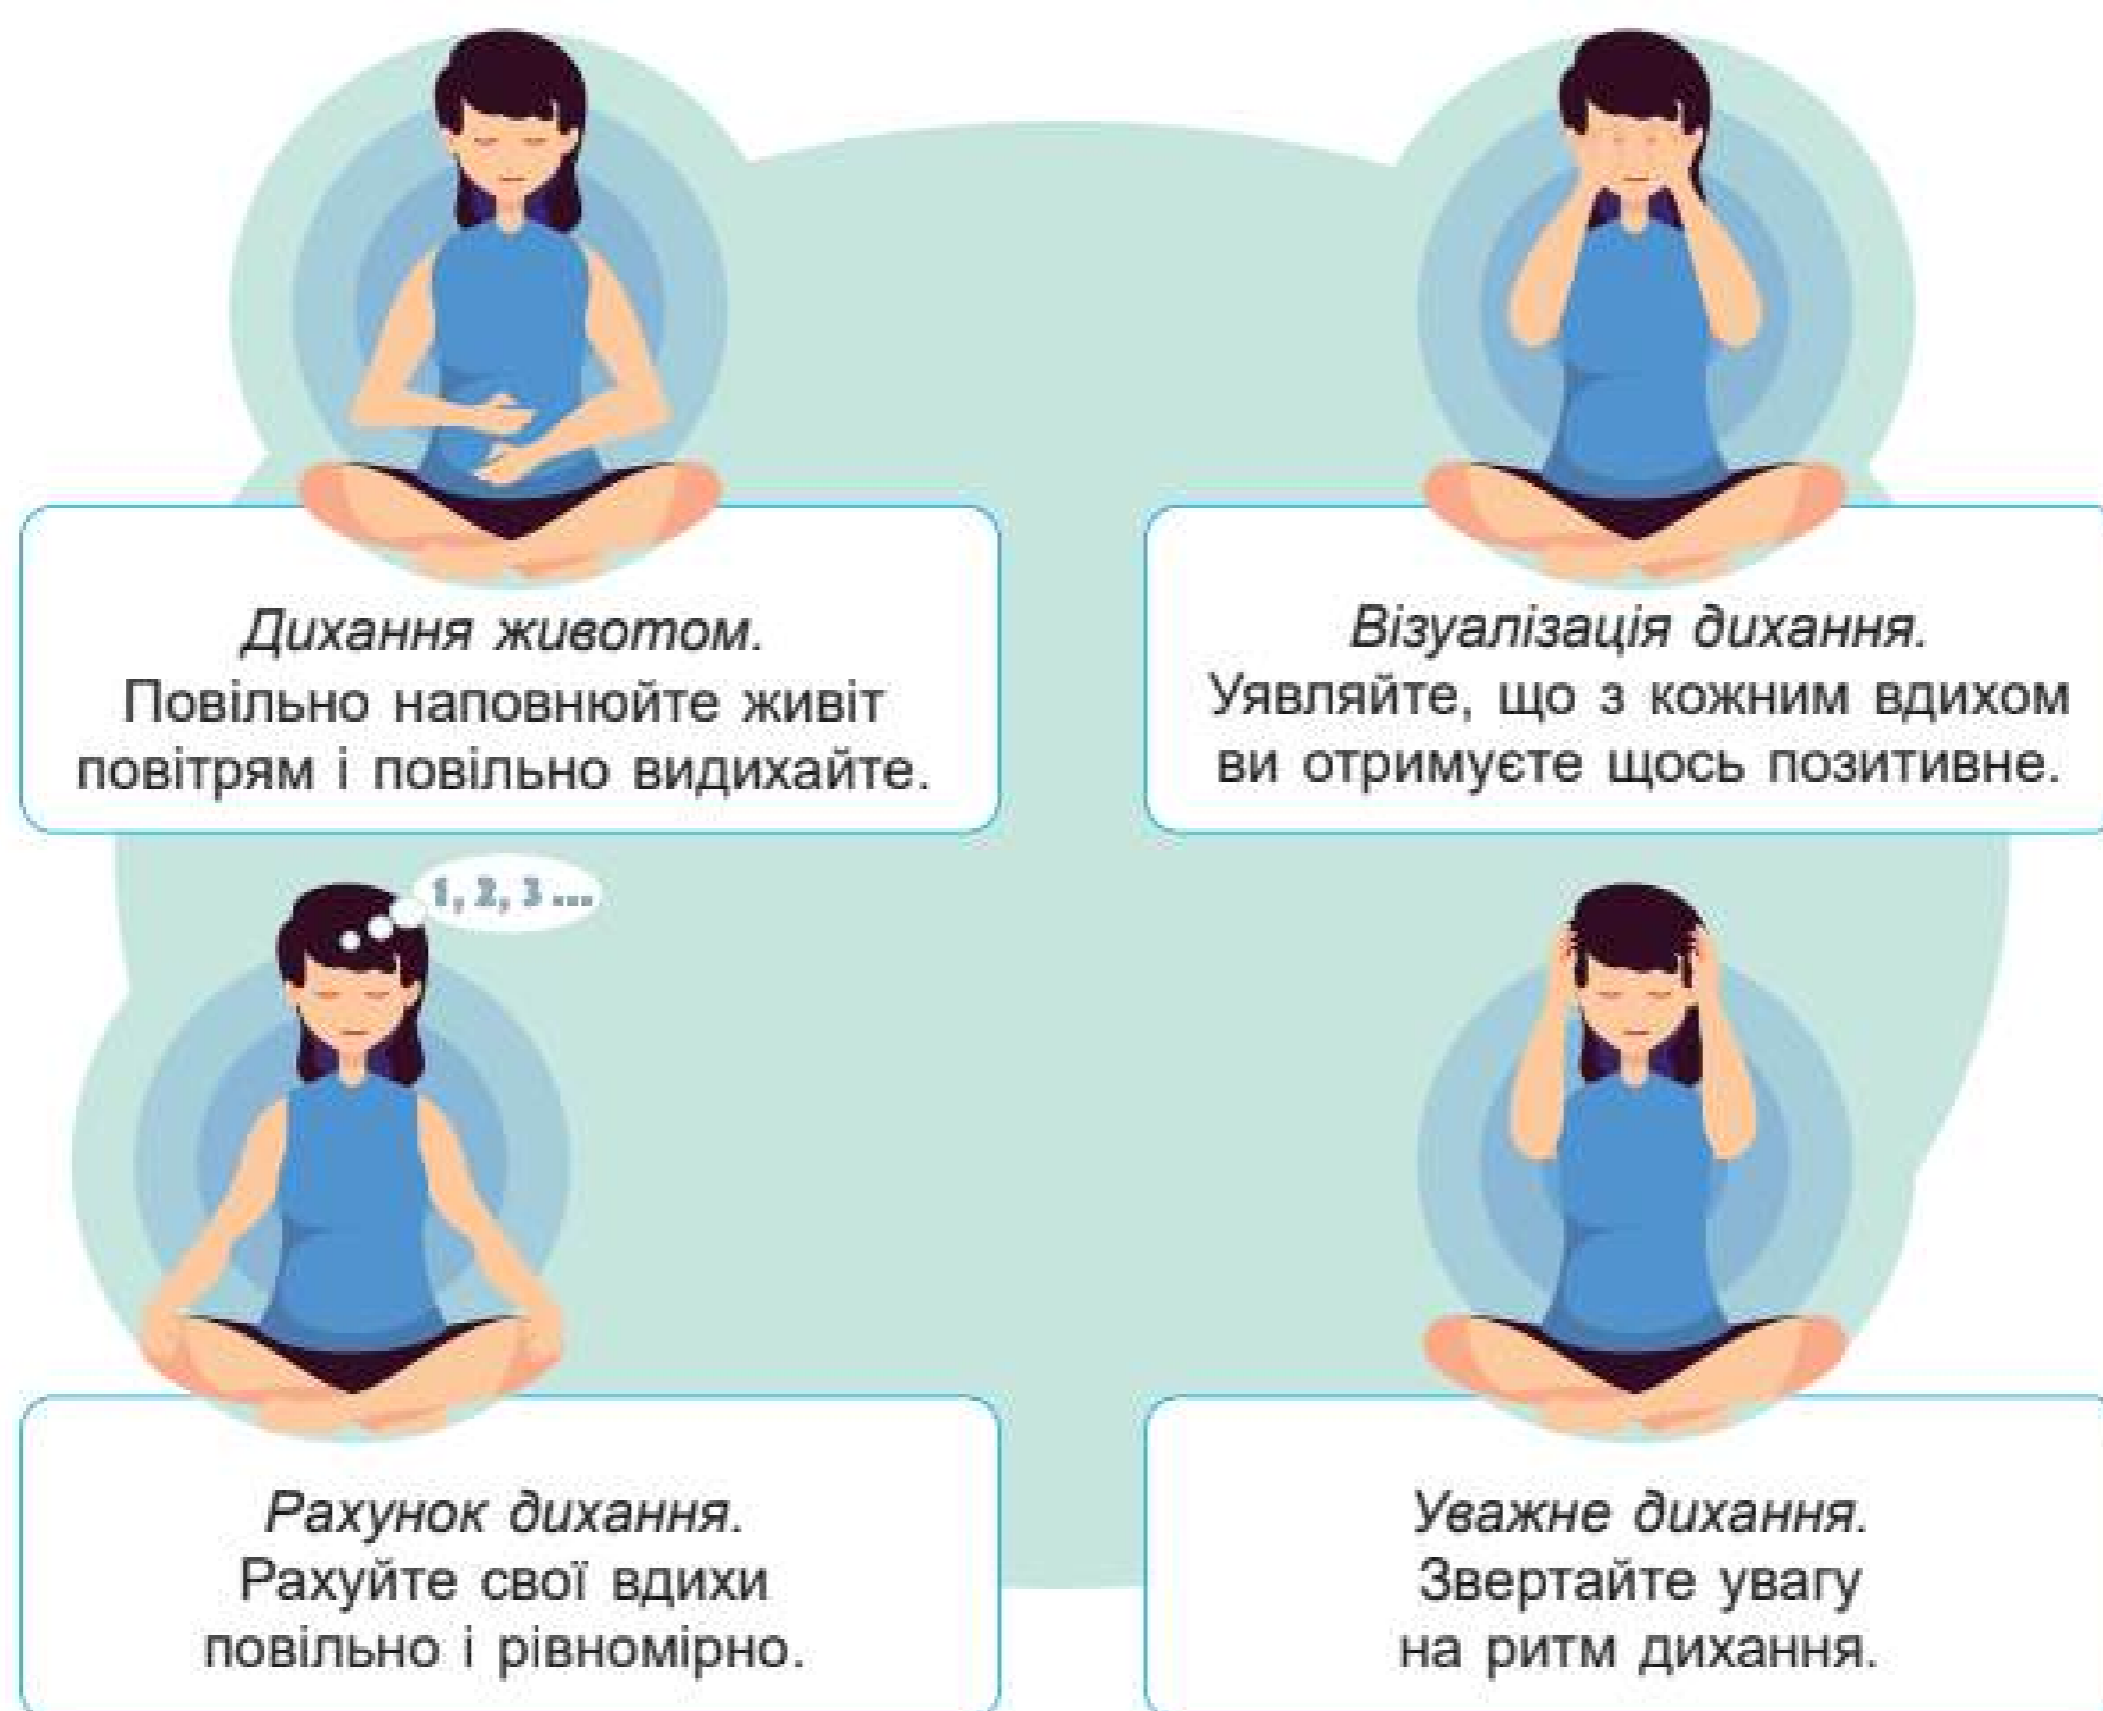 Дихання животом.
Повільно наповнюйте живіт
повітрям і повільно видихайте.
Візуалізація дихання.
Уявляйте, що з кожним вдихом
ви отримуєте щось позитивне.
1, 2, 3 ...
Рахунок дихання.
Рахуйте свої вдихи
повільно і рівномірно.
Уважне дихання.
Звертайте увагу
на ритм дихання.